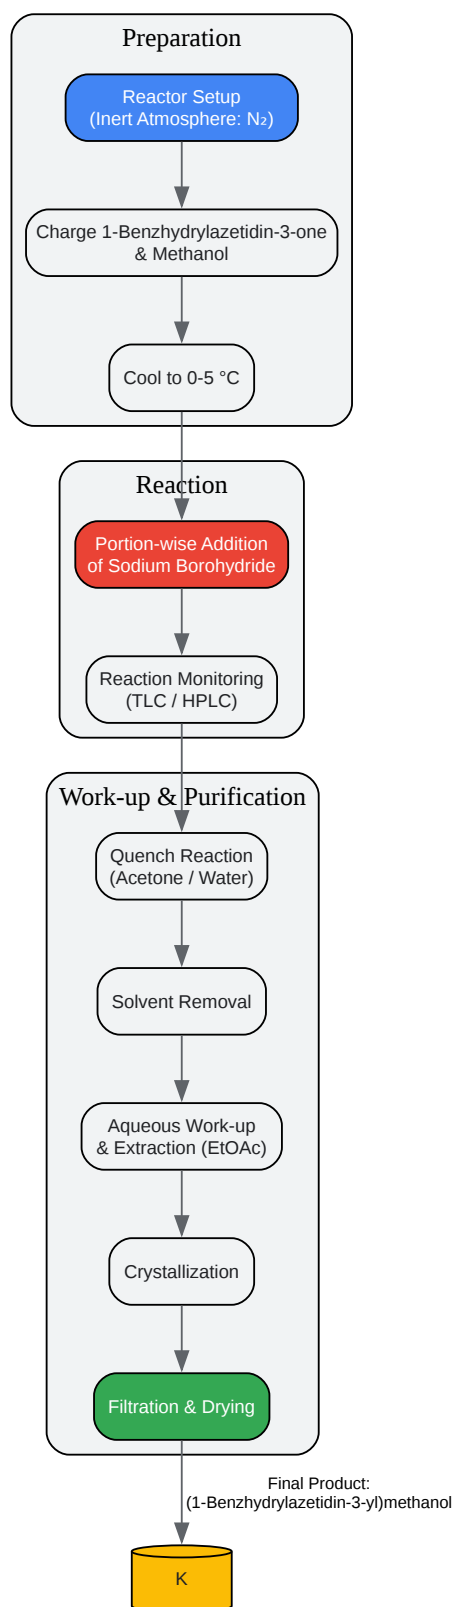 Preparation
Reactor Setup
(Inert Atmosphere: N₂)
Charge 1-Benzhydrylazetidin-3-one
& Methanol
Cool to 0-5 °C
Reaction
Portion-wise Addition
of Sodium Borohydride
Reaction Monitoring
(TLC / HPLC)
Work-up & Purification
Quench Reaction
(Acetone / Water)
Solvent Removal
Aqueous Work-up
& Extraction (EtOAc)
Crystallization
Filtration & Drying
Final Product:
(1-Benzhydrylazetidin-3-yl)methanol
K